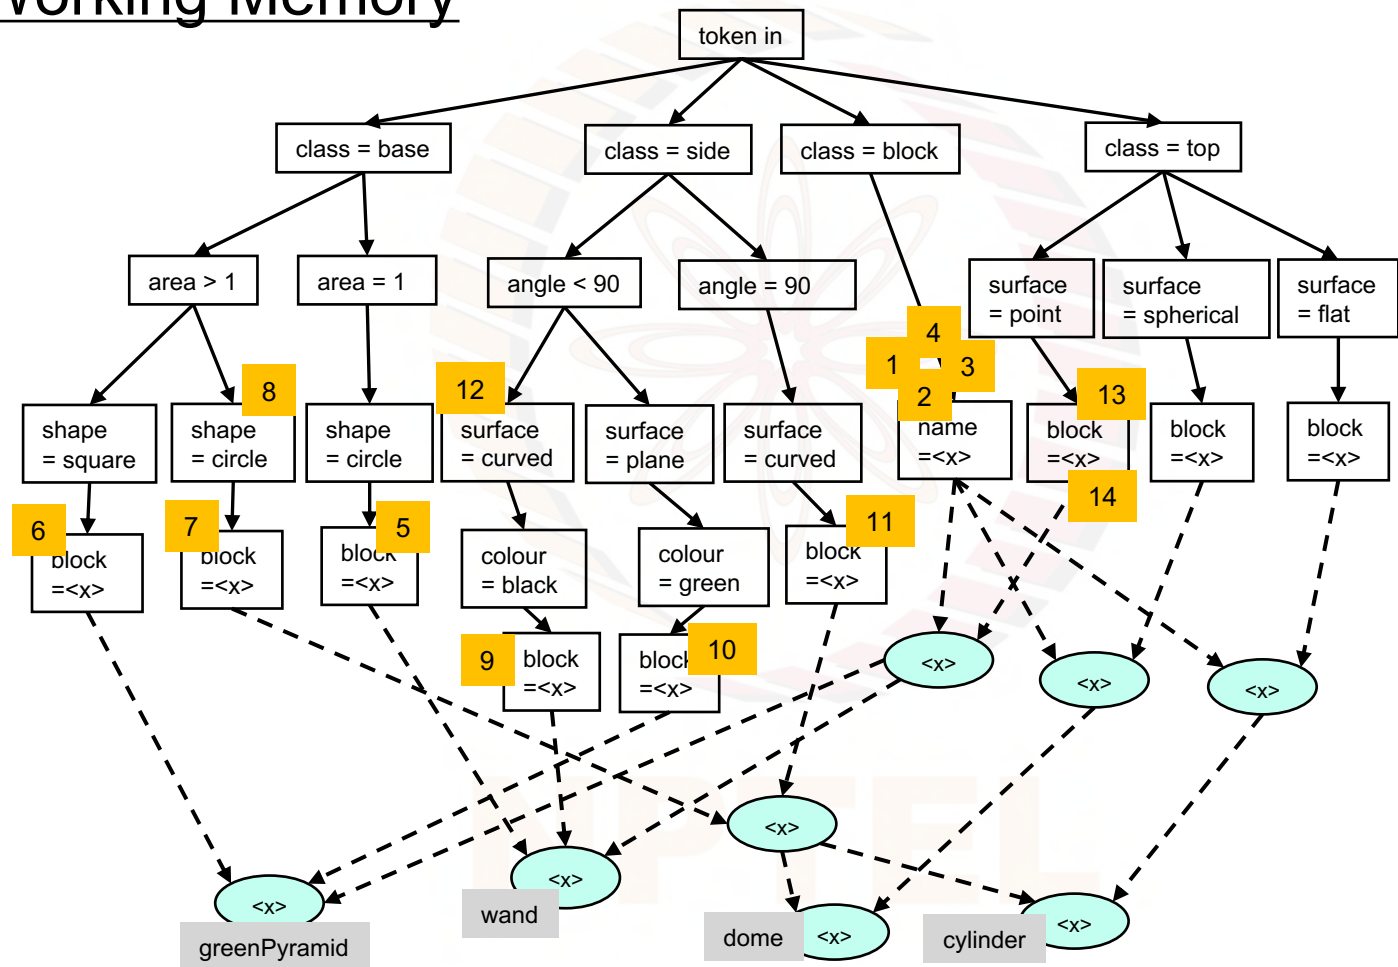 Working Memory
token in
class = base
class = side
class = block
class = top
area > 1
area = 1
angle < 90
angle = 90
surface
= point
surface
= spherical
surface
= flat
4
1
3
2
8
12
13
shape
= square
shape
= circle
shape
= circle
surface
= curved
surface
= plane
surface
= curved
name
=<x>
block
=<x>
block
=<x>
block
=<x>
14
6
7
5
11
block
=<x>
block
=<x>
block
=<x>
colour
= black
colour
= green
block
=<x>
9
10
block
=<x>
block
=<x>
<x>
<x>
<x>
<x>
<x>
<x>
<x>
<x>
greenPyramid
wand
dome
cylinder
NPTEL